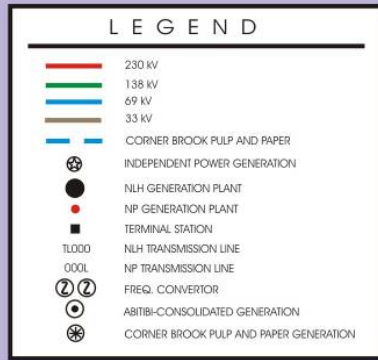 LEGEND
230 kV
138 kV
69 kV
33 kV
CORNER BROOK PULP AND PAPER
INDEPENDENT POWER GENERATION
NLH GENERATION PLANT
NP GENERATION PLANT
TERMINAL STATION
TL000 NLH TRANSMISSION LINE
000L NP TRANSMISSION LINE
Z Z FREQ. CONVERTOR
ABITIBI-CONSOLIDATED GENERATION
CORNER BROOK PULP AND PAPER GENERATION